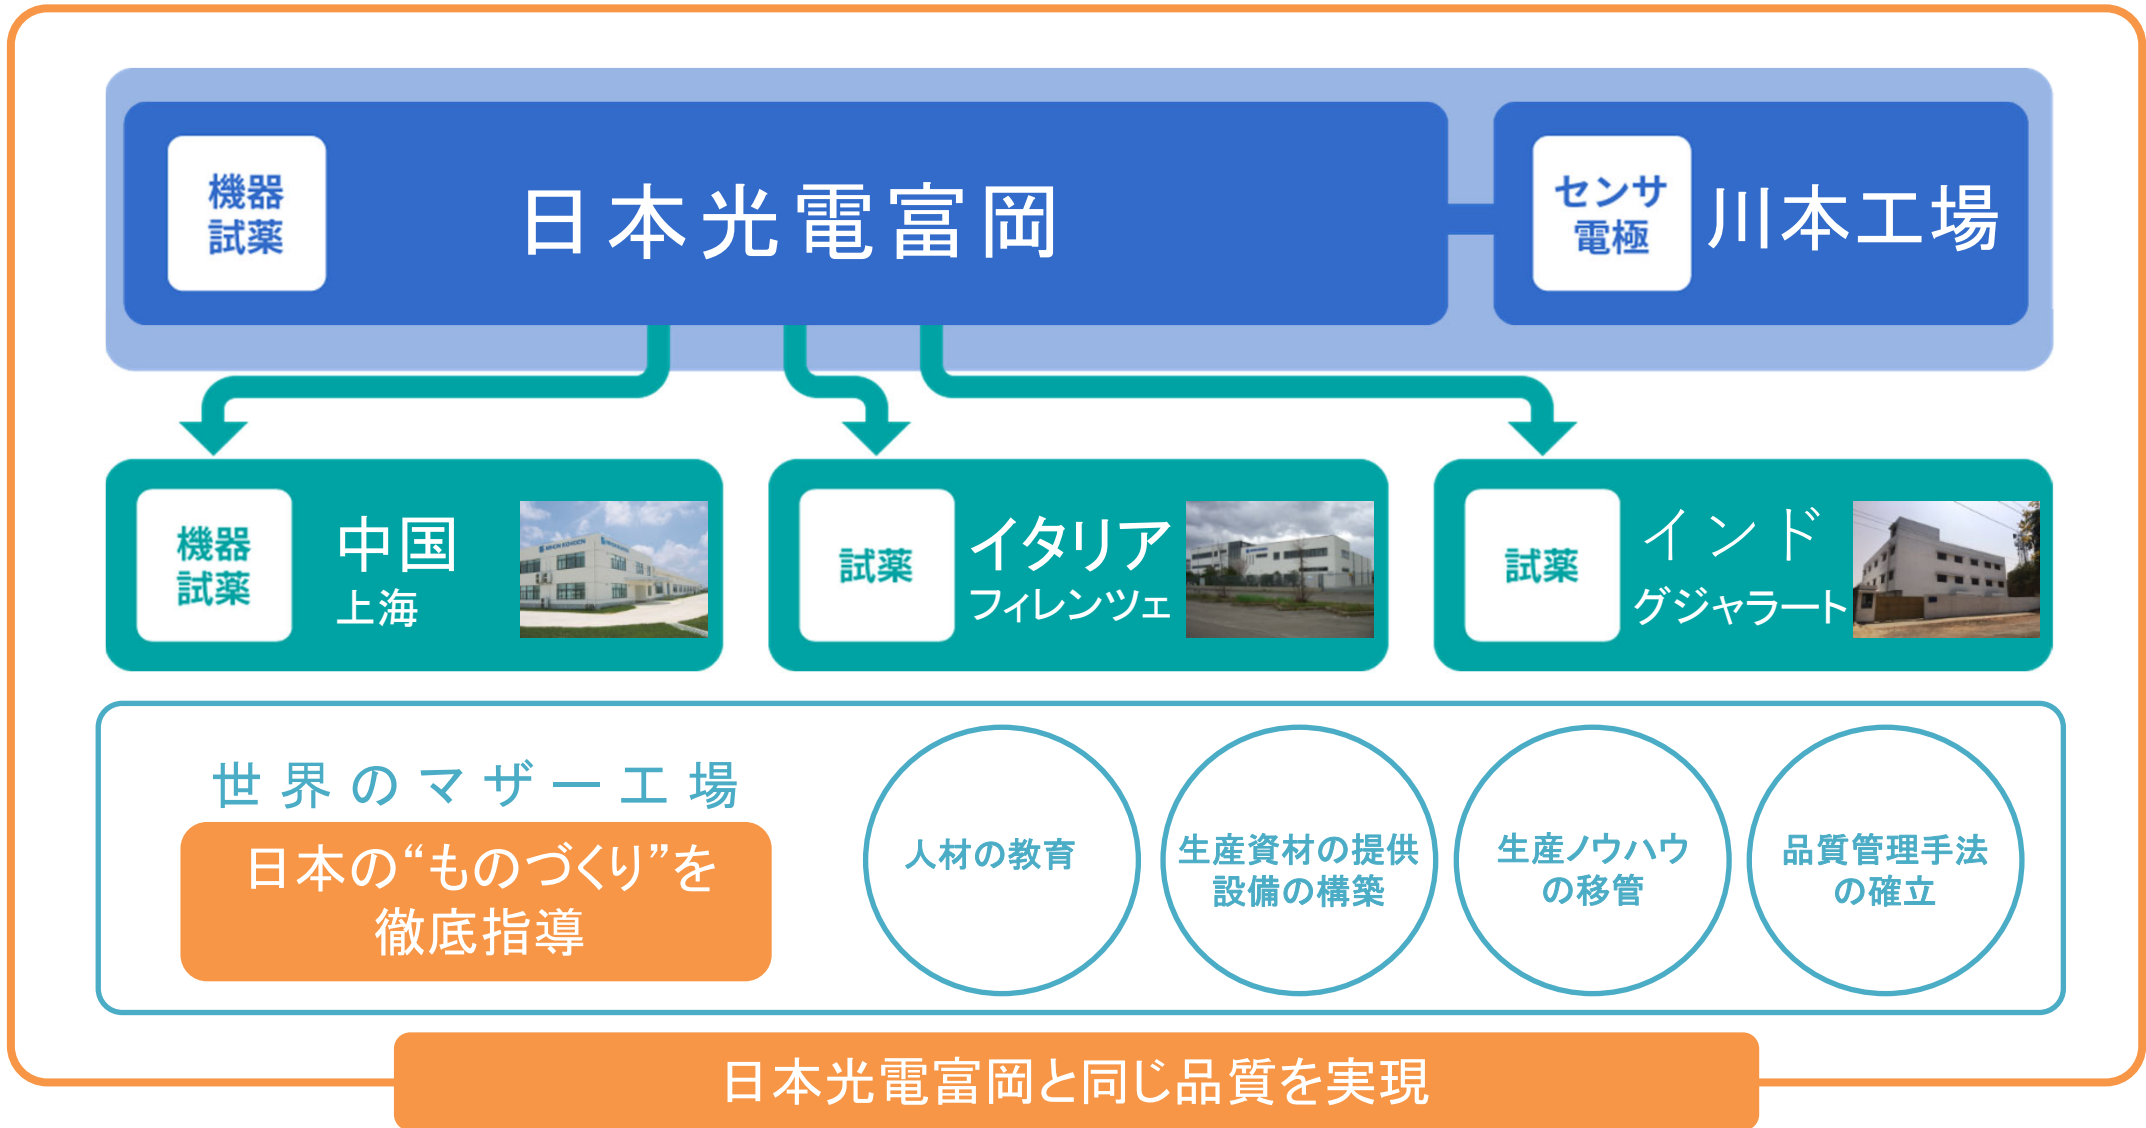 機器
試薬
日本光電富岡
センサ
電極
川本工場
機器
試薬
中国
上海
試薬
イタリア
フィレンツェ
試薬
インド
グジャラート
世界のマザー工場
日本の“ものづくり”を
徹底指導
人材の教育
生産資材の提供
設備の構築
生産ノウハウ
の移管
品質管理手法
の確立
日本光電富岡と同じ品質を実現